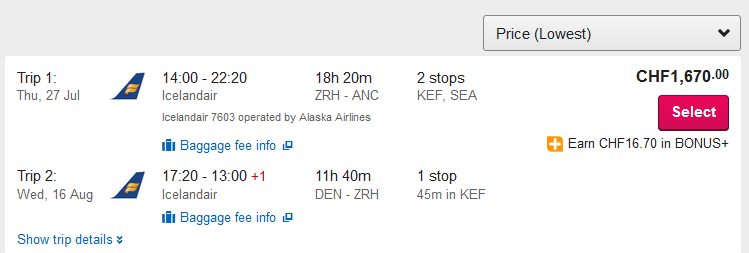 Price (Lowest)
Trip 1: 14:00 - 22:20 18h 20m 2 stops CHF1,670.00
Thu, 27 Jul Icelandair ZRH - ANC KEF, SEA
Icelandair 7603 operated by Alaska Airlines
Select
Baggage fee info
Earn CHF16.70 in BONUS+
Trip 2: 17:20 - 13:00 +1 11h 40m 1 stop
Wed, 16 Aug Icelandair DEN - ZRH 45m in KEF
Baggage fee info
Show trip details